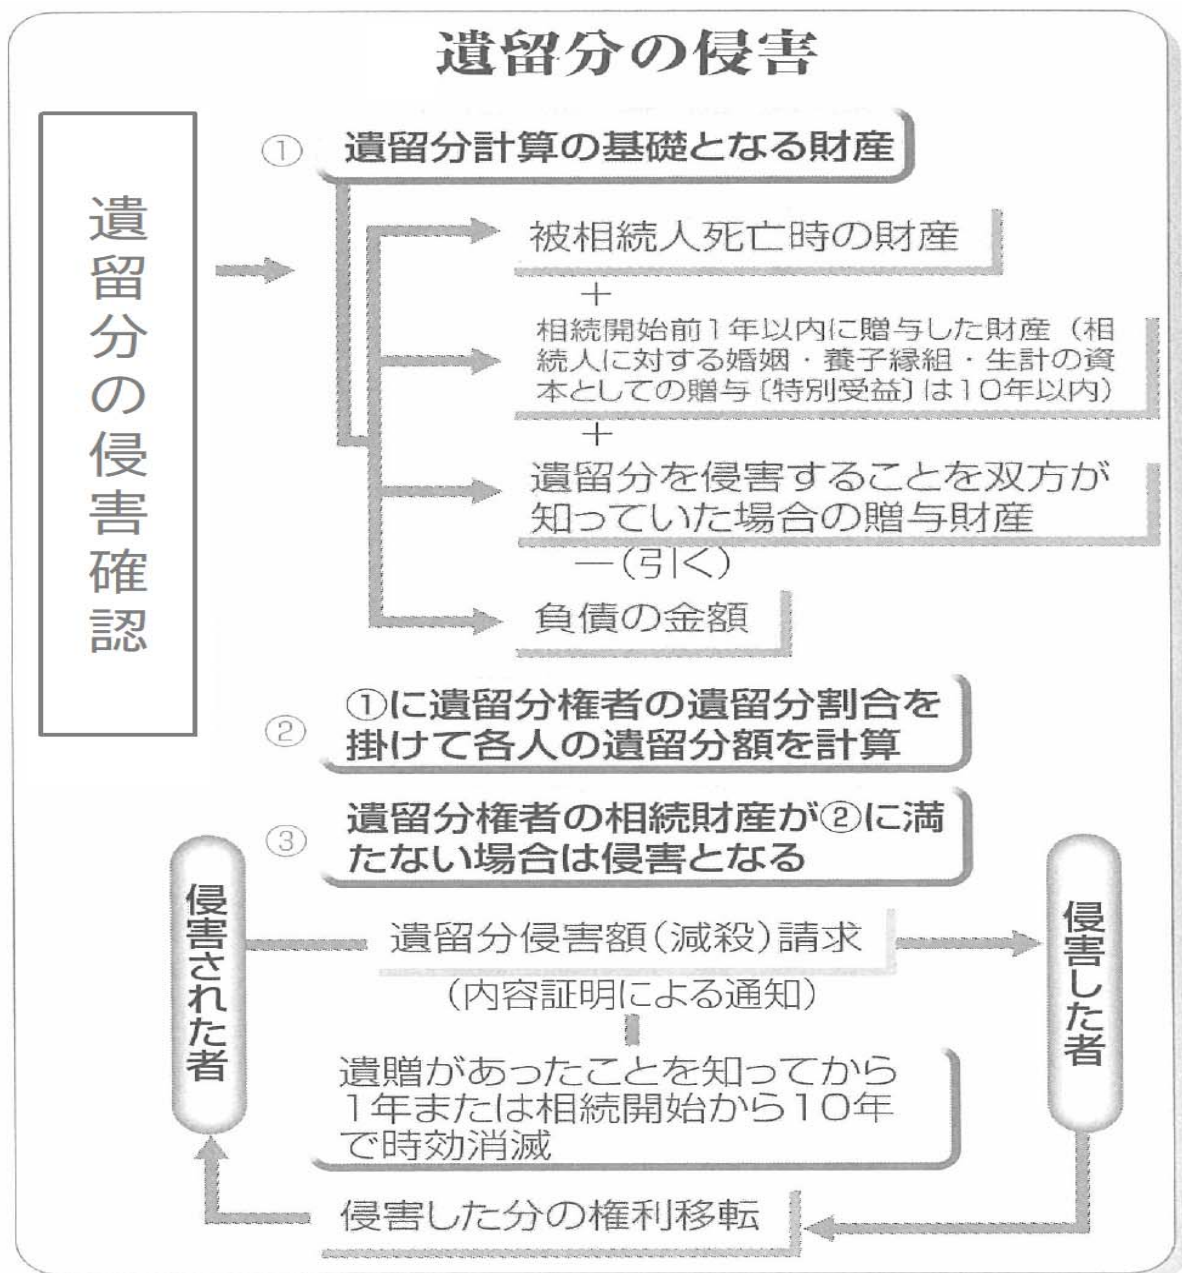 遺留分の侵害
遺留分の侵害確認
① 遺留分計算の基礎となる財産
被相続人死亡時の財産
＋
相続開始前1年以内に贈与した財産（相
続人に対する婚姻・養子縁組・生計の資
本としての贈与〔特別受益〕は10年以内）
＋
遺留分を侵害することを双方が
知っていた場合の贈与財産
－(引く)
負債の金額
② ①に遺留分権者の遺留分割合を
掛けて各人の遺留分額を計算
③ 遺留分権者の相続財産が②に満
たない場合は侵害となる
侵害された者
遺留分侵害額(減殺)請求
(内容証明による通知)
侵害した者
遺贈があったことを知ってから
1年または相続開始から10年
で時効消滅
侵害した分の権利移転